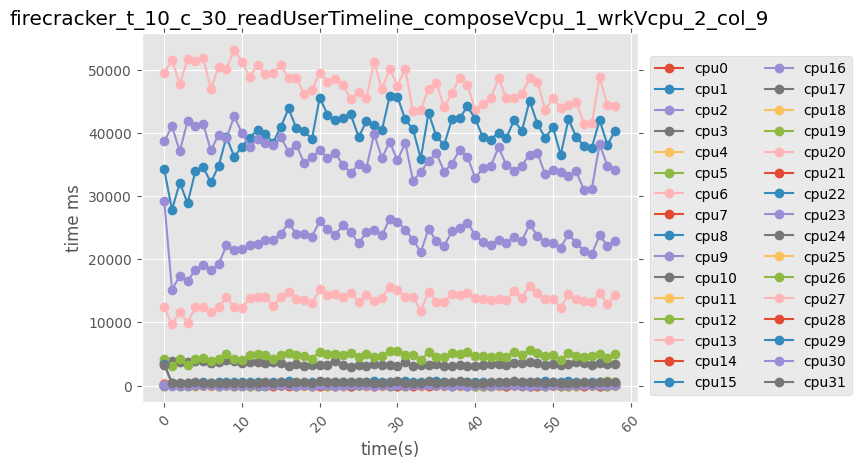 firecracker_t_10_c_30_readUserTimeline_composeVcpu_1_wrkVcpu_2_col_9
time ms
50000
40000
30000
20000
10000
0
0
10
20
30
40
50
60
time(s)
cpu0
cpu1
cpu2
cpu3
cpu4
cpu5
cpu6
cpu7
cpu8
cpu9
cpu10
cpu11
cpu12
cpu13
cpu14
cpu15
cpu16
cpu17
cpu18
cpu19
cpu20
cpu21
cpu22
cpu23
cpu24
cpu25
cpu26
cpu27
cpu28
cpu29
cpu30
cpu31